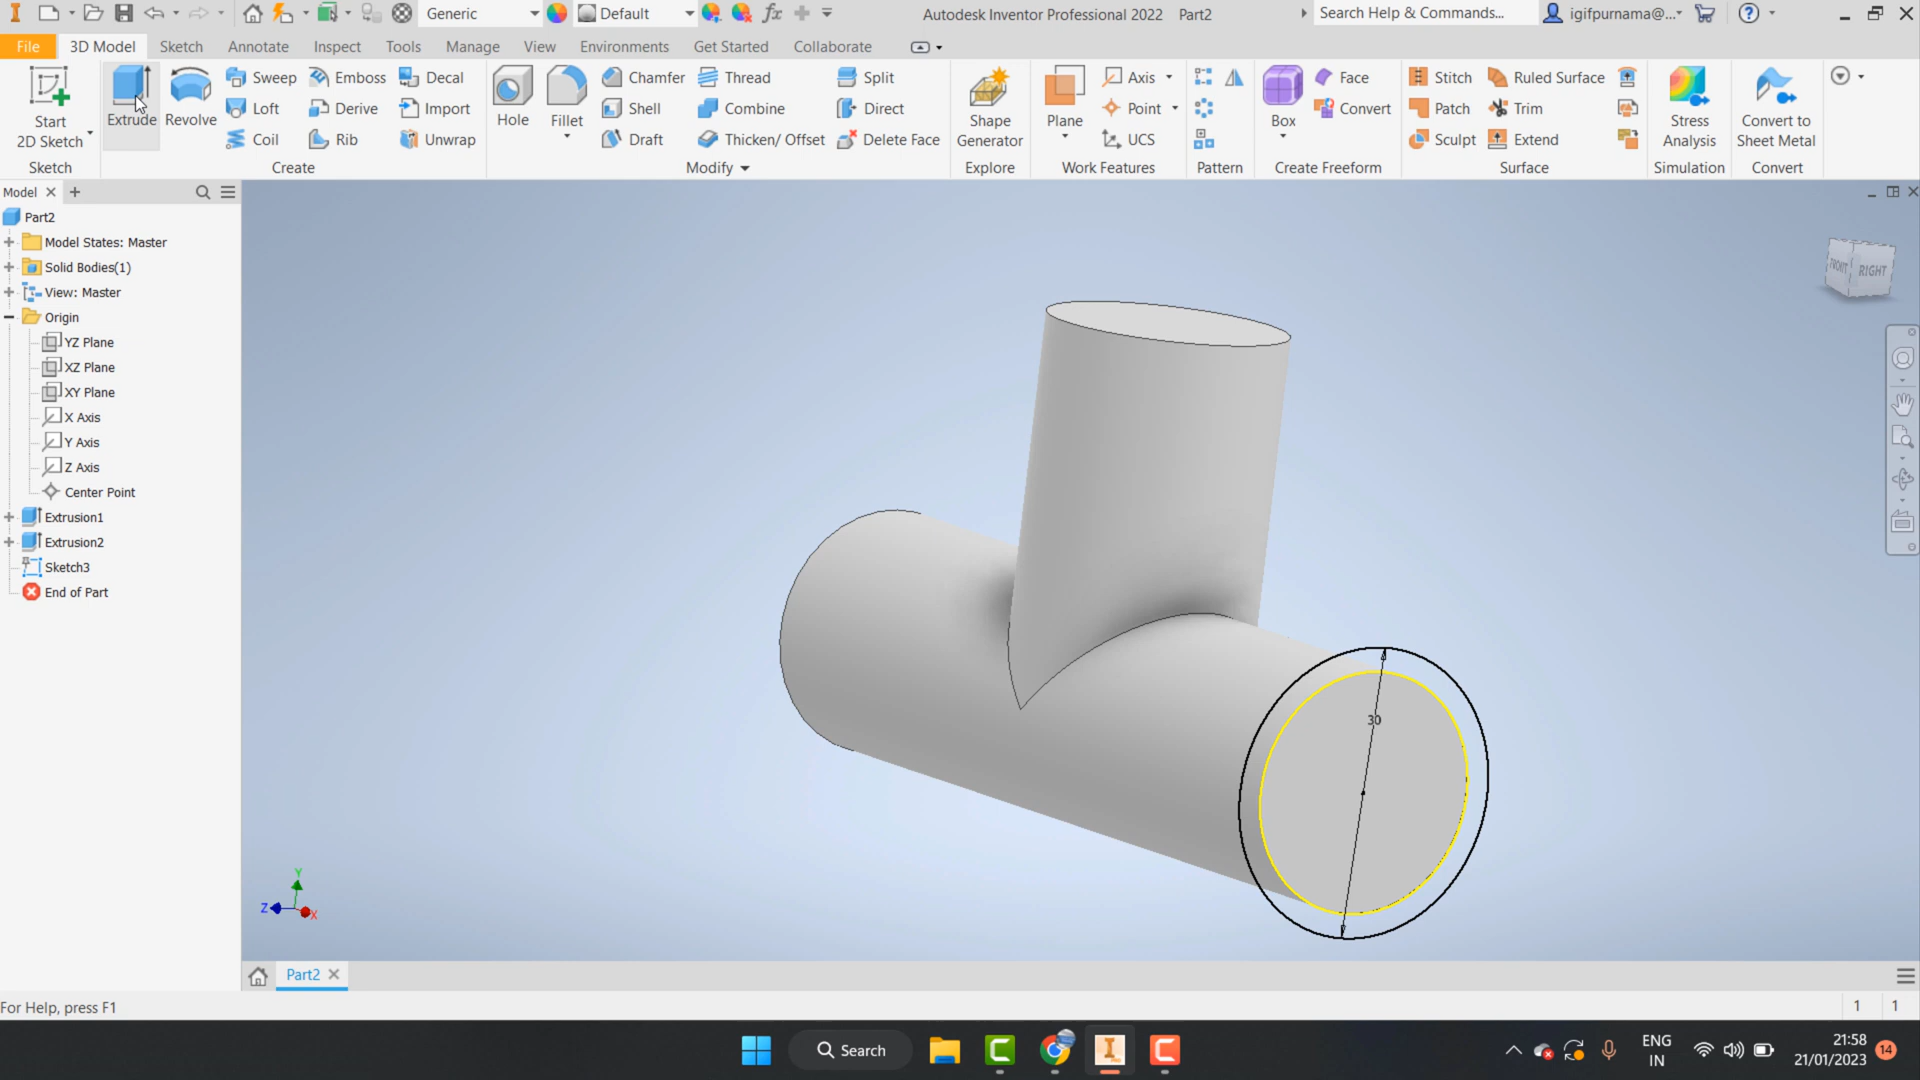 Generic
Default
Autodesk Inventor Professional 2022 Part2
Search Help & Commands...
igifpurnama@...
File
3D Model
Sketch
Annotate
Inspect
Tools
Manage
View
Environments
Get Started
Collaborate
Start
2D Sketch
Extrude
Revolve
Sweep
Loft
Coil
Emboss
Derive
Rib
Decal
Import
Unwrap
Hole
Fillet
Chamfer
Shell
Draft
Thread
Combine
Thicken/ Offset
Split
Direct
Delete Face
Shape
Generator
Plane
Axis
Point
UCS
Box
Face
Convert
Stitch
Patch
Sculpt
Ruled Surface
Trim
Extend
Stress
Analysis
Convert to
Sheet Metal
Sketch
Create
Modify
Explore
Work Features
Pattern
Create Freeform
Surface
Simulation
Convert
Model
Part2
Model States: Master
Solid Bodies(1)
View: Master
Origin
YZ Plane
XZ Plane
XY Plane
X Axis
Y Axis
Z Axis
Center Point
Extrusion1
Extrusion2
Sketch3
End of Part
FRONT
RIGHT
30
Y
Z
X
Part2
For Help, press F1
1
1
Search
ENG
IN
21:58
21/01/2023
14